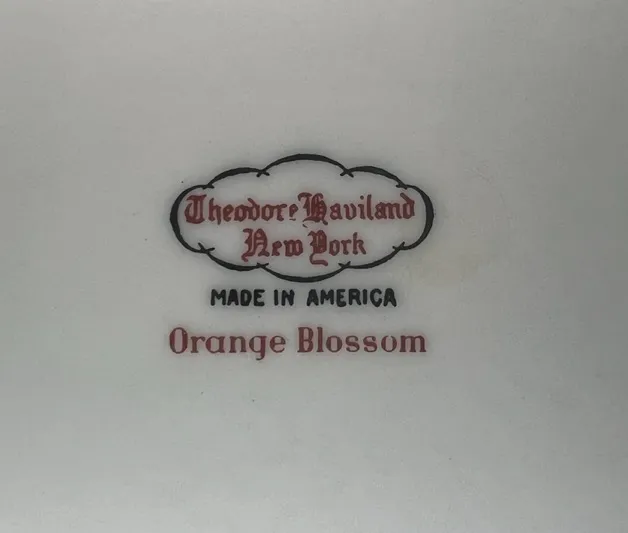 Theodore Haviland
New York
MADE IN AMERICA
Orange Blossom